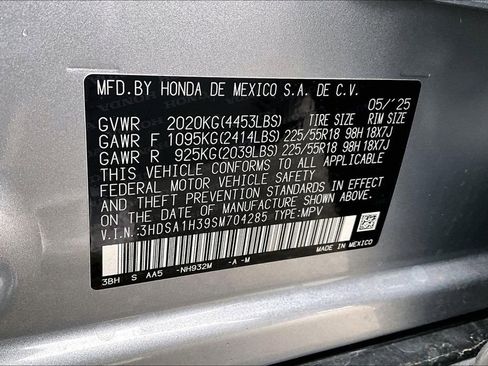 MFD. BY HONDA DE MEXICO S.A. DE C.V.
05/'25
GVWR 2020KG(4453LBS) TIRE SIZE RIM SIZE
GAWR F 1095KG(2414LBS) 225/55R18 98H 18X7J
GAWR R 925KG(2039LBS) 225/55R18 98H 18X7J
THIS VEHICLE CONFORMS TO ALL APPLICABLE
FEDERAL MOTOR VEHICLE SAFETY
AND THEFT PREVENTION STANDARDS IN EFFECT
ON THE DATE OF MANUFACTURE SHOWN ABOVE.
V.I.N.:3HDSA1H39SM704285 TYPE:MPV
3BH S AA5 -NH932M -A -M
MADE IN MEXICO